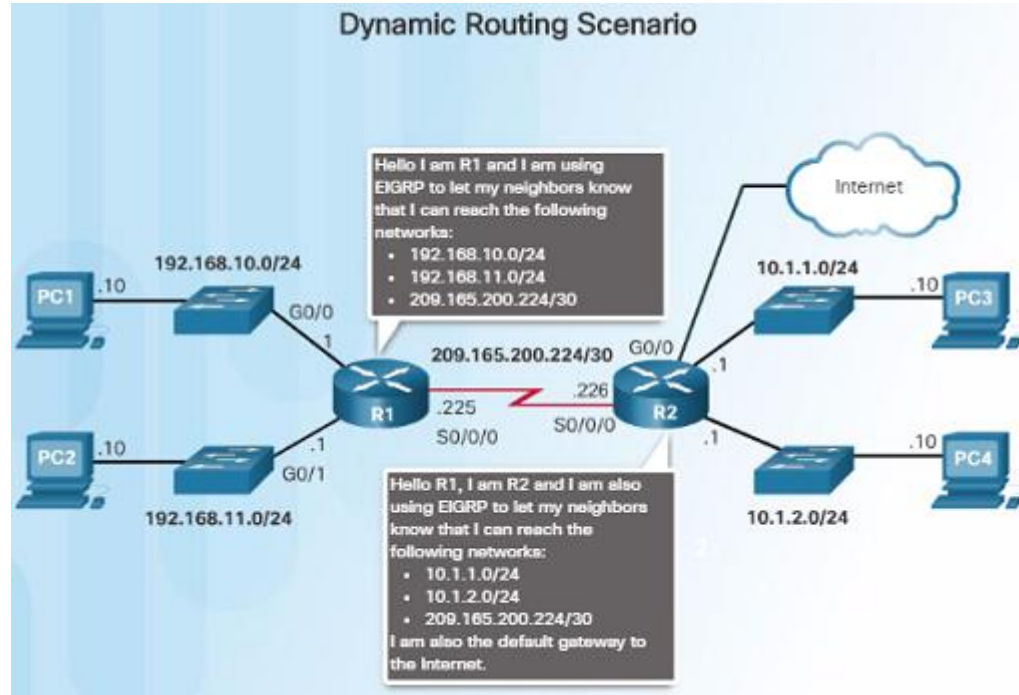 Dynamic Routing Scenario
Hello I am R1 and I am using
EIGRP to let my neighbors know
that I can reach the following
networks:
• 192.168.10.0/24
• 192.168.11.0/24
• 209.165.200.224/30
Internet
192.168.10.0/24
10.1.1.0/24
PC1
.10
G0/0
.1
209.165.200.224/30
G0/0
.1
.10
PC3
R1
.225
S0/0/0
.226
S0/0/0
R2
PC2
.10
.1
G0/1
192.168.11.0/24
.1
.10
PC4
10.1.2.0/24
Hello R1, I am R2 and I am also
using EIGRP to let my neighbors
know that I can reach the
following networks:
• 10.1.1.0/24
• 10.1.2.0/24
• 209.165.200.224/30
I am also the default gateway to
the Internet.